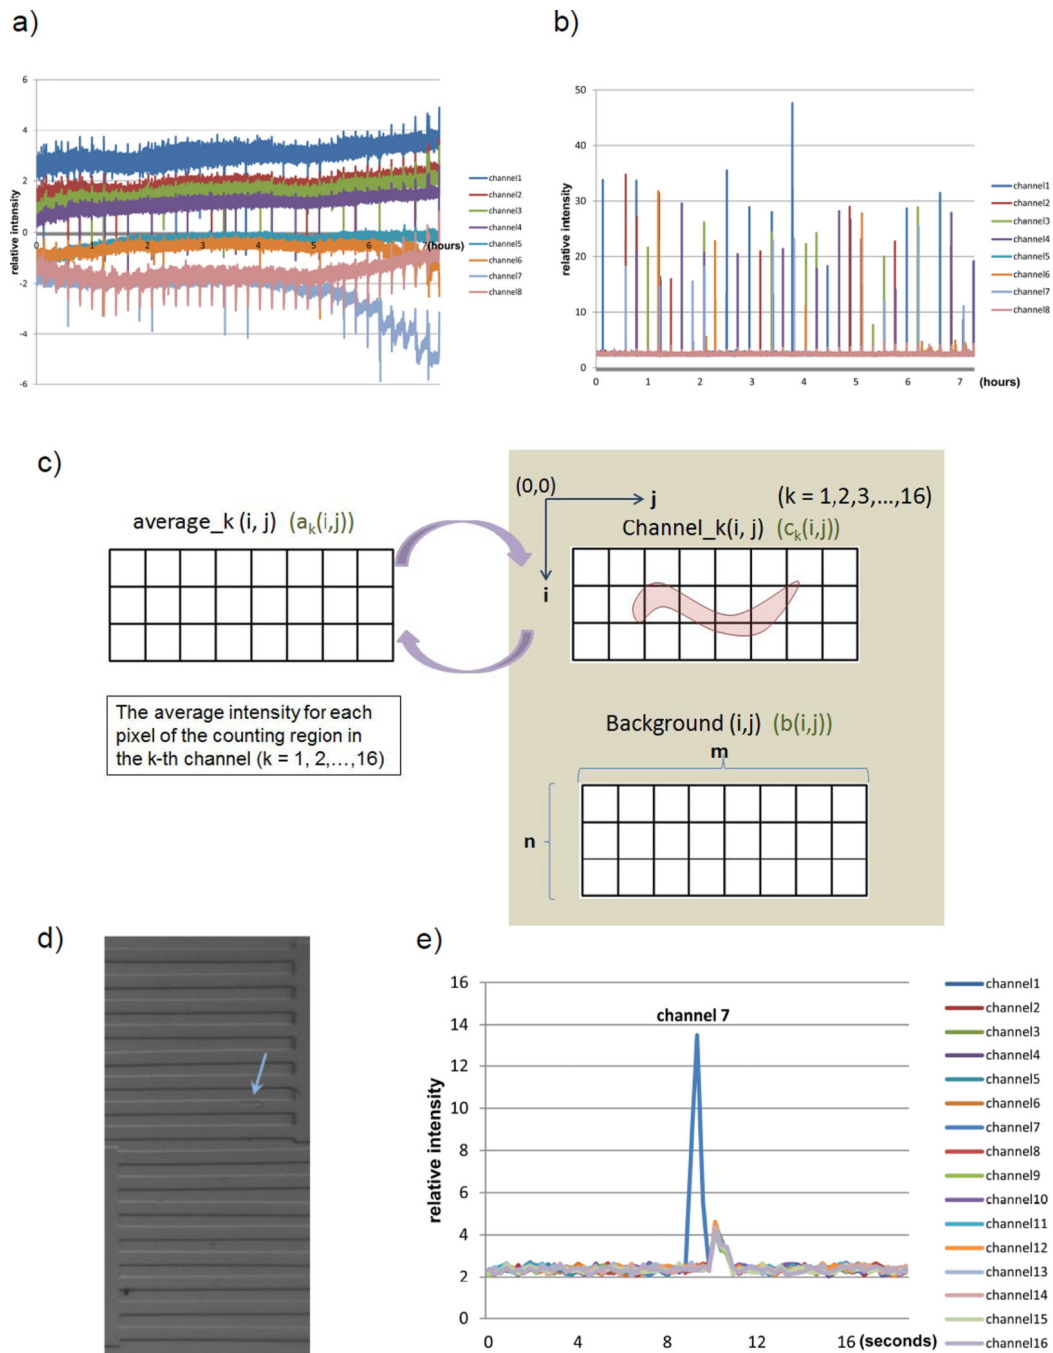 a)
6
4
2
0
-2
-4
-6
relative intensity
0 1 2 3 4 5 6 7 (hours)
channel1
channel2
channel3
channel4
channel5
channel6
channel7
channel8
b)
50
40
30
20
10
0
relative intensity
0 1 2 3 4 5 6 7 (hours)
channel1
channel2
channel3
channel4
channel5
channel6
channel7
channel8
c)
average_k (i, j) (aₖ(i,j))
The average intensity for each
pixel of the counting region in
the k-th channel (k = 1, 2,...,16)
(0,0)
j
i
(k = 1,2,3,...,16)
Channel_k(i, j) (cₖ(i,j))
Background (i,j) (b(i,j))
m
n
d)
e)
16
14
12
10
8
6
4
2
0
relative intensity
channel 7
0 4 8 12 16 (seconds)
channel1
channel2
channel3
channel4
channel5
channel6
channel7
channel8
channel9
channel10
channel11
channel12
channel13
channel14
channel15
channel16